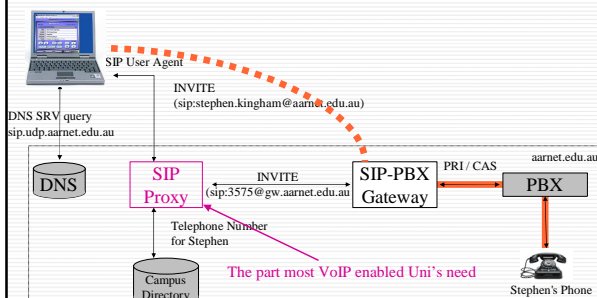 SIP User Agent
INVITE
(sip:stephen.kingham@aarnet.edu.au)
DNS SRV query
sip.udp.aarnet.edu.au
aarnet.edu.au
DNS
SIP
Proxy
INVITE
(sip:3575@gw.aarnet.edu.au
SIP-PBX
Gateway
PRI / CAS
PBX
Telephone Number
for Stephen
The part most VoIP enabled Uni's need
Campus
Directory
Stephen's Phone